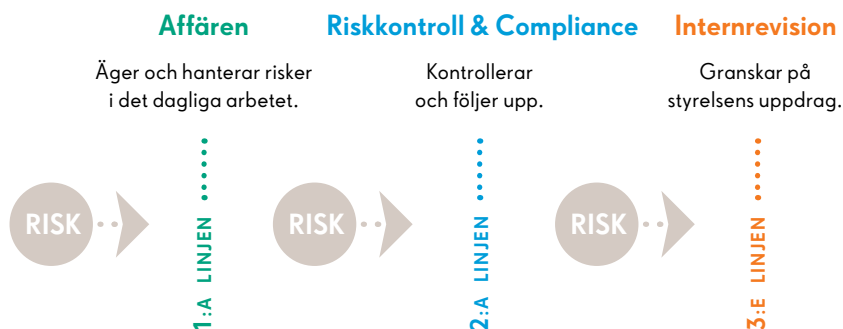 Affären
Äger och hanterar risker
i det dagliga arbetet.
Riskkontroll & Compliance
Kontrollerar
och följer upp.
Internrevision
Granskar på
styrelsens uppdrag.
RISK
1:A LINJEN
RISK
2:A LINJEN
RISK
3:E LINJEN